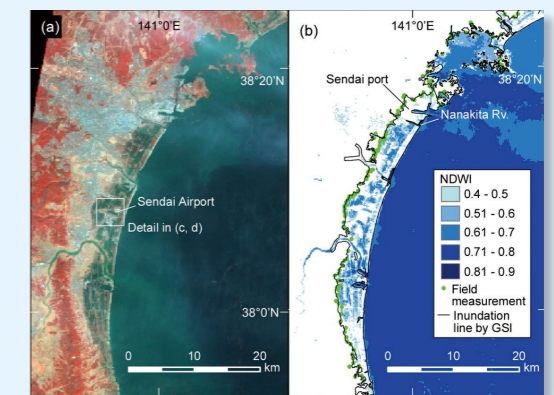 (a)
141°0'E
38°20'N
Sendai Airport
Detail in (c, d)
38°0'
0 10 20
km
(b)
141°0'E
Sendai port
38°20'N
Nanakita Rv.
NDWI
0.4 - 0.5
0.51 - 0.6
0.61 - 0.7
0.71 - 0.8
0.81 - 0.9
Field
measurement
Inundation
line by GSI
38°0'N
0 10 20
km